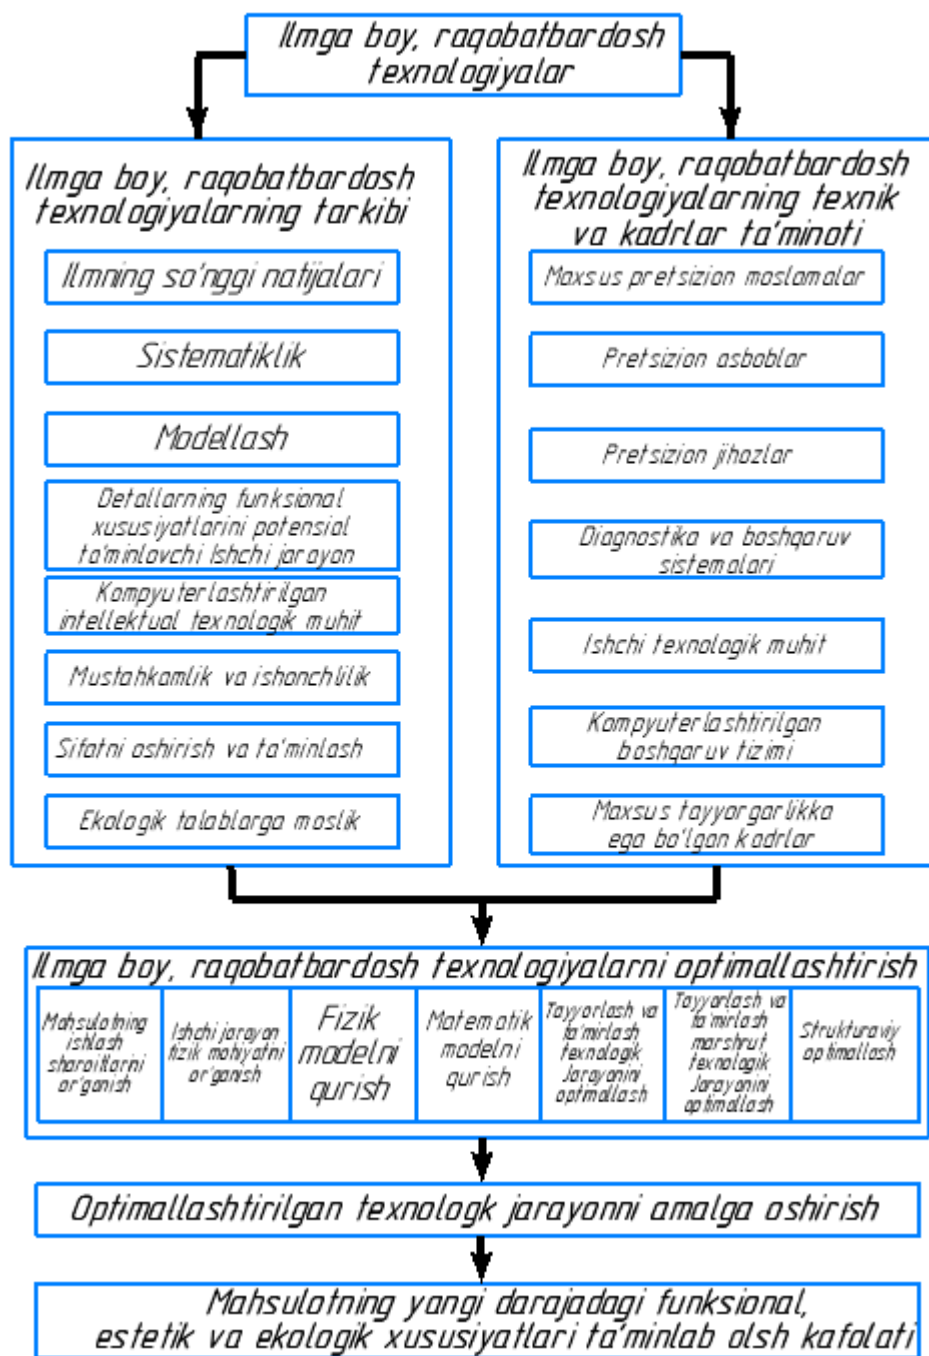 Ilmga boy, raqobatbardosh
texnologiyalar
Ilmga boy, raqobatbardosh
texnologiyalarning tarkibi
Ilmning so'nggi natijalari
Sistematiklik
Modellash
Detallarning funksional
xususiyatlarini potensial
ta'minlovchi Ishchi jarayon
Kompyuterlashtirilgan
intellektual texnologik muhit
Mustahkamlik va ishonchlilik
Sifatni oshirish va ta'minlash
Ekologik talablarga moslik
Ilmga boy, raqobatbardosh
texnologiyalarning texnik
va kadrlar ta'minoti
Maxsus pretsizion moslamalar
Pretsizion asboblar
Pretsizion jihozlar
Diagnostika va boshqaruv
sistemalari
Ishchi texnologik muhit
Kompyuterlashtirilgan
boshqaruv tizimi
Maxsus tayyorgarlikka
ega bo'lgan kadrlar
Ilmga boy, raqobatbardosh texnologiyalarni optimallashtirish
Mahsulotning
ishlash
sharoitlarni
o'rganish
Ishchi jarayon
fizik mohiyatni
o'rganish
Fizik
modelni
qurish
Matematik
modelni
qurish
Tayyorlash va
ta'mirlash
texnologik
Jarayonini
optimallash
Tayyorlash va
ta'mirlash
marshrut
texnologik
Jarayonini
optimallash
Strukturaviy
optimallash
Optimallashtirilgan texnologk jarayonni amalga oshirish
Mahsulotning yangi darajadagi funksional,
estetik va ekologik xususiyatlari ta'minlab olsh kafolati